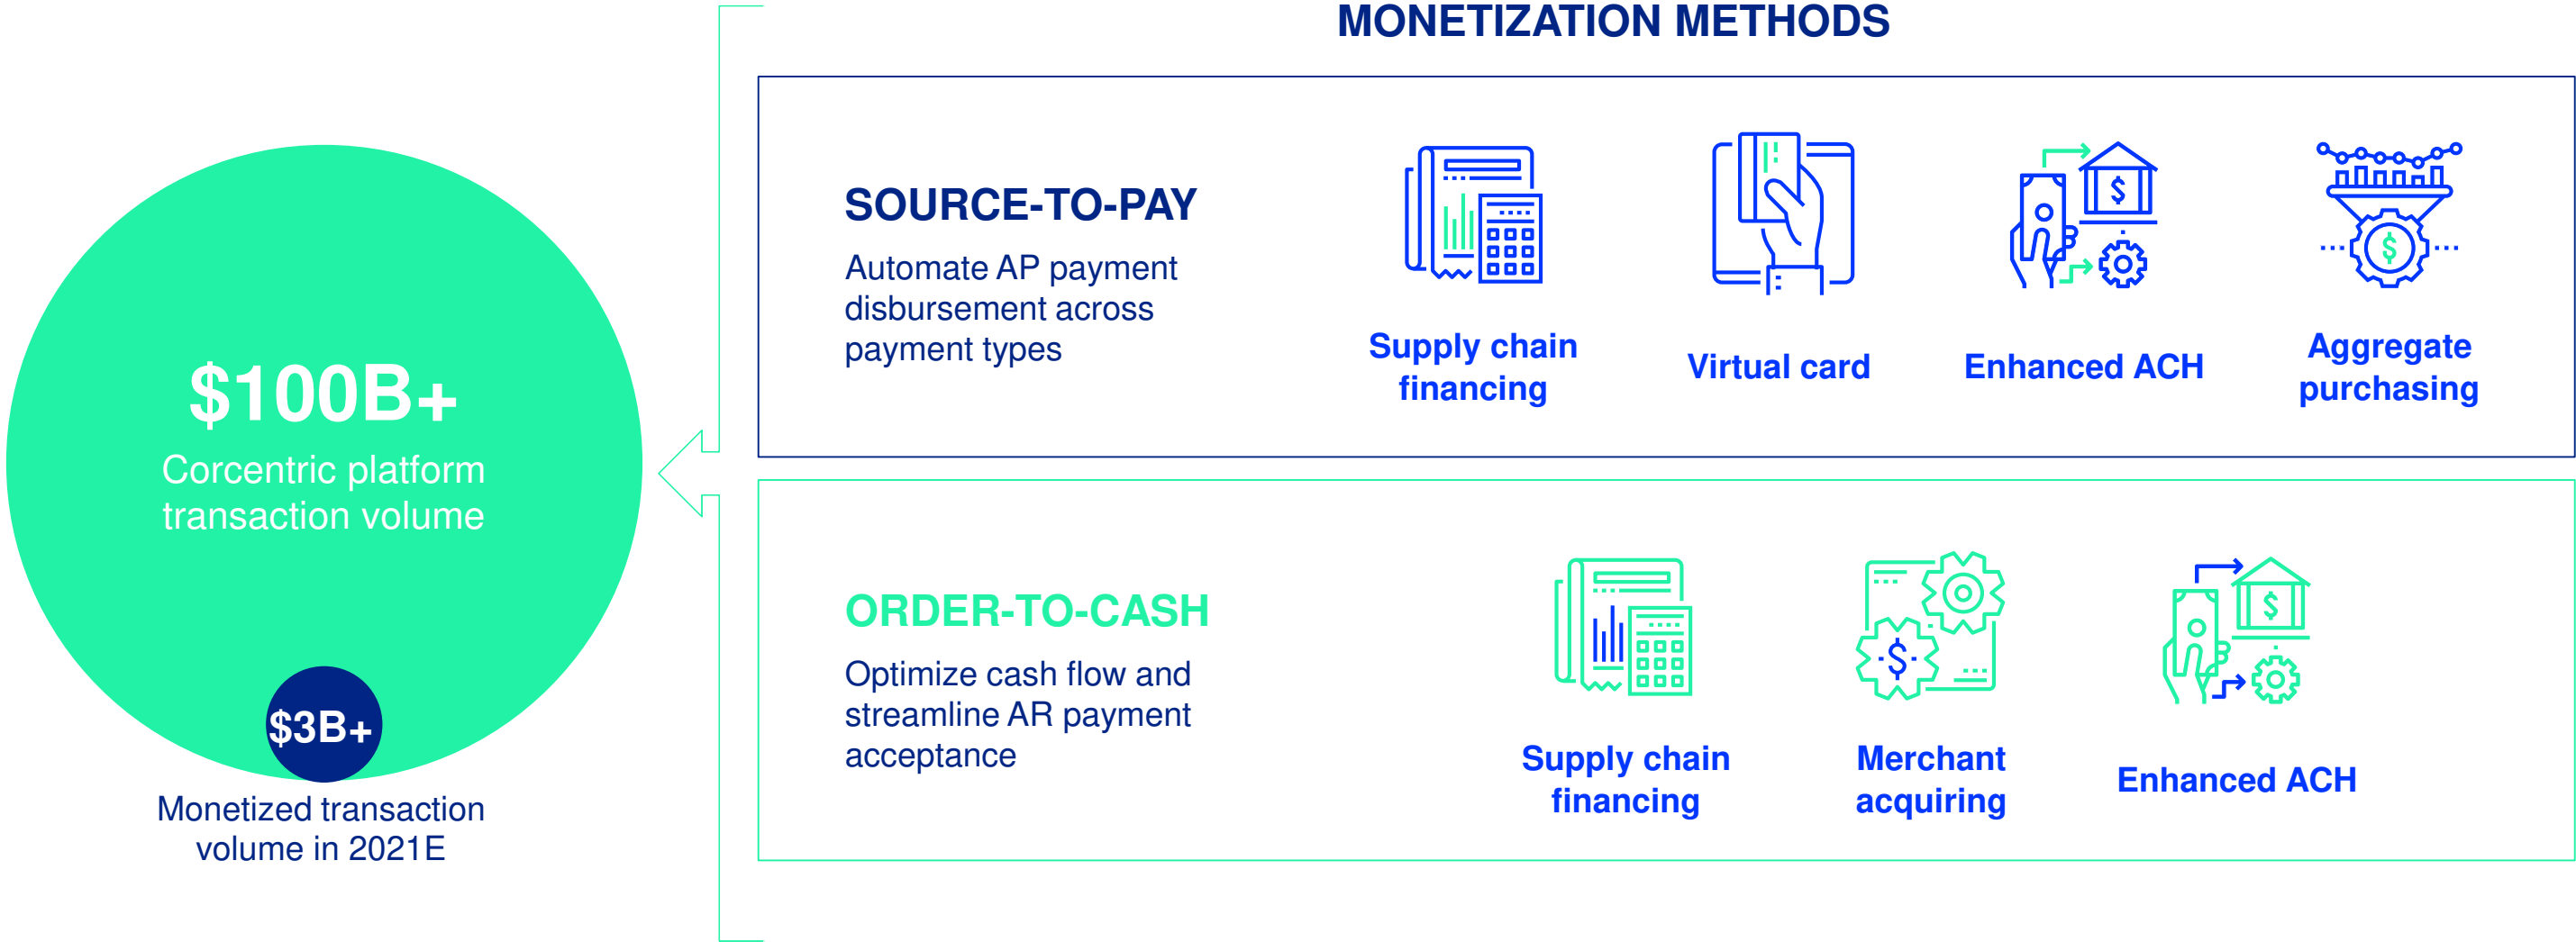 MONETIZATION METHODS
$100B+
Corcentric platform
transaction volume
$3B+
Monetized transaction
volume in 2021E
SOURCE-TO-PAY
Automate AP payment
disbursement across
payment types
Supply chain
financing
Virtual card
Enhanced ACH
Aggregate
purchasing
ORDER-TO-CASH
Optimize cash flow and
streamline AR payment
acceptance
Supply chain
financing
Merchant
acquiring
Enhanced ACH